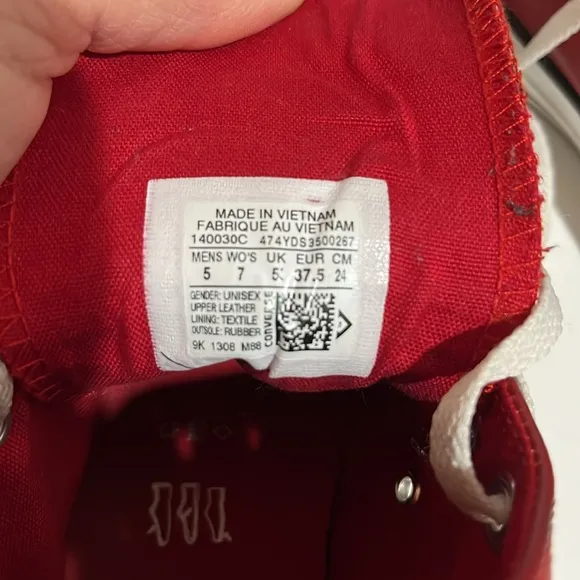 MADE IN VIETNAM
FABRIQUE AU VIETNAM
140030C 474YDS3500267
MENS WO'S UK EUR CM
5 7 5 37.5 24
GENDER: UNISEX
UPPER LEATHER
LINING: TEXTILE
OUTSOLE: RUBBER
9K 1308 M88
CONVERSE